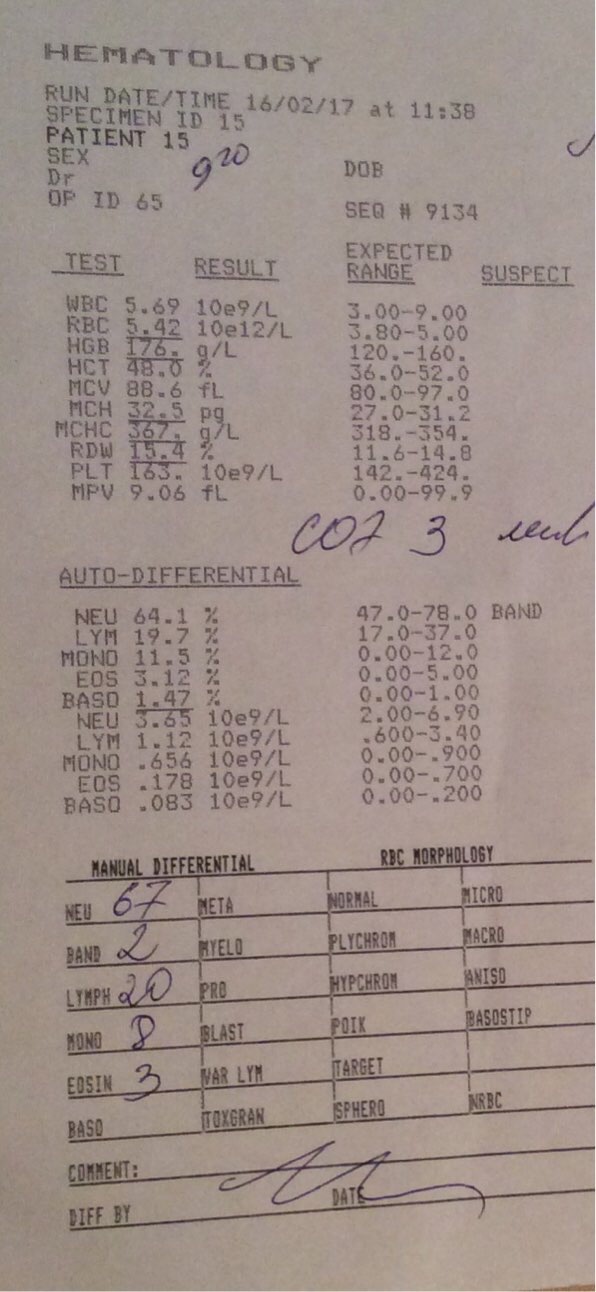 HEMATOLOGY
RUN DATE/TIME 16/02/17 at 11:38
SPECIMEN ID 15
PATIENT 15
SEX
Dr DOB
OP ID 65 SEQ # 9134
TEST RESULT EXPECTED RANGE SUSPECT
WBC 5.69 10e9/L 3.00-9.00
RBC 5.42 10e12/L 3.80-5.00
HGB 176. g/L 120.-160.
HCT 48.0 % 36.0-52.0
MCV 88.6 fL 80.0-97.0
MCH 32.5 pg 27.0-31.2
MCHC 367. g/L 318.-354.
RDW 15.4 % 11.6-14.8
PLT 163. 10e9/L 142.-424.
MPV 9.06 fL 0.00-99.9
СОЭ 3
AUTO-DIFFERENTIAL
NEU 64.1 % 47.0-78.0 BAND
LYM 19.7 % 17.0-37.0
MONO 11.5 % 0.00-12.0
EOS 3.12 % 0.00-5.00
BASO 1.47 % 0.00-1.00
NEU 3.65 10e9/L 2.00-6.90
LYM 1.12 10e9/L .600-3.40
MONO .656 10e9/L 0.00-.900
EOS .178 10e9/L 0.00-.700
BASO .083 10e9/L 0.00-.200
MANUAL DIFFERENTIAL RBC MORPHOLOGY
NEU 67 META NORMAL MICRO
BAND 2 MYELO PLYCHROM MACRO
LYMPH 20 PRO HYPCHROM ANISO
MONO 8 BLAST POIK BASOSTIP
EOSIN 3 VAR LYM TARGET
BASO TOXGRAN SPHERO NRBC
COMMENT:
DIFF BY DATE